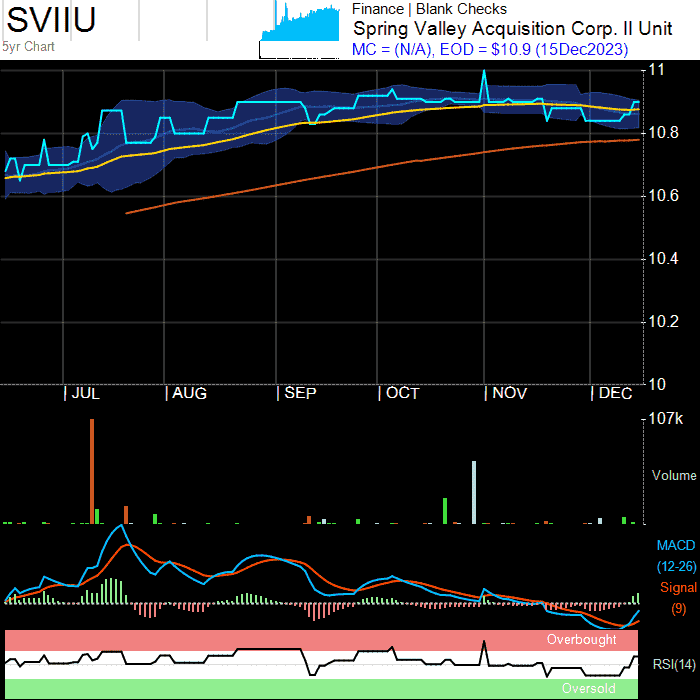 SVIIU
5yr Chart
Finance | Blank Checks
Spring Valley Acquisition Corp. II Unit
MC = (N/A), EOD = $10.9 (15Dec2023)
11
10.8
10.6
10.4
10.2
10
| JUL | AUG | SEP | OCT | NOV | DEC
107k
Volume
MACD
(12-26)
Signal
(9)
Overbought
RSI(14)
Oversold